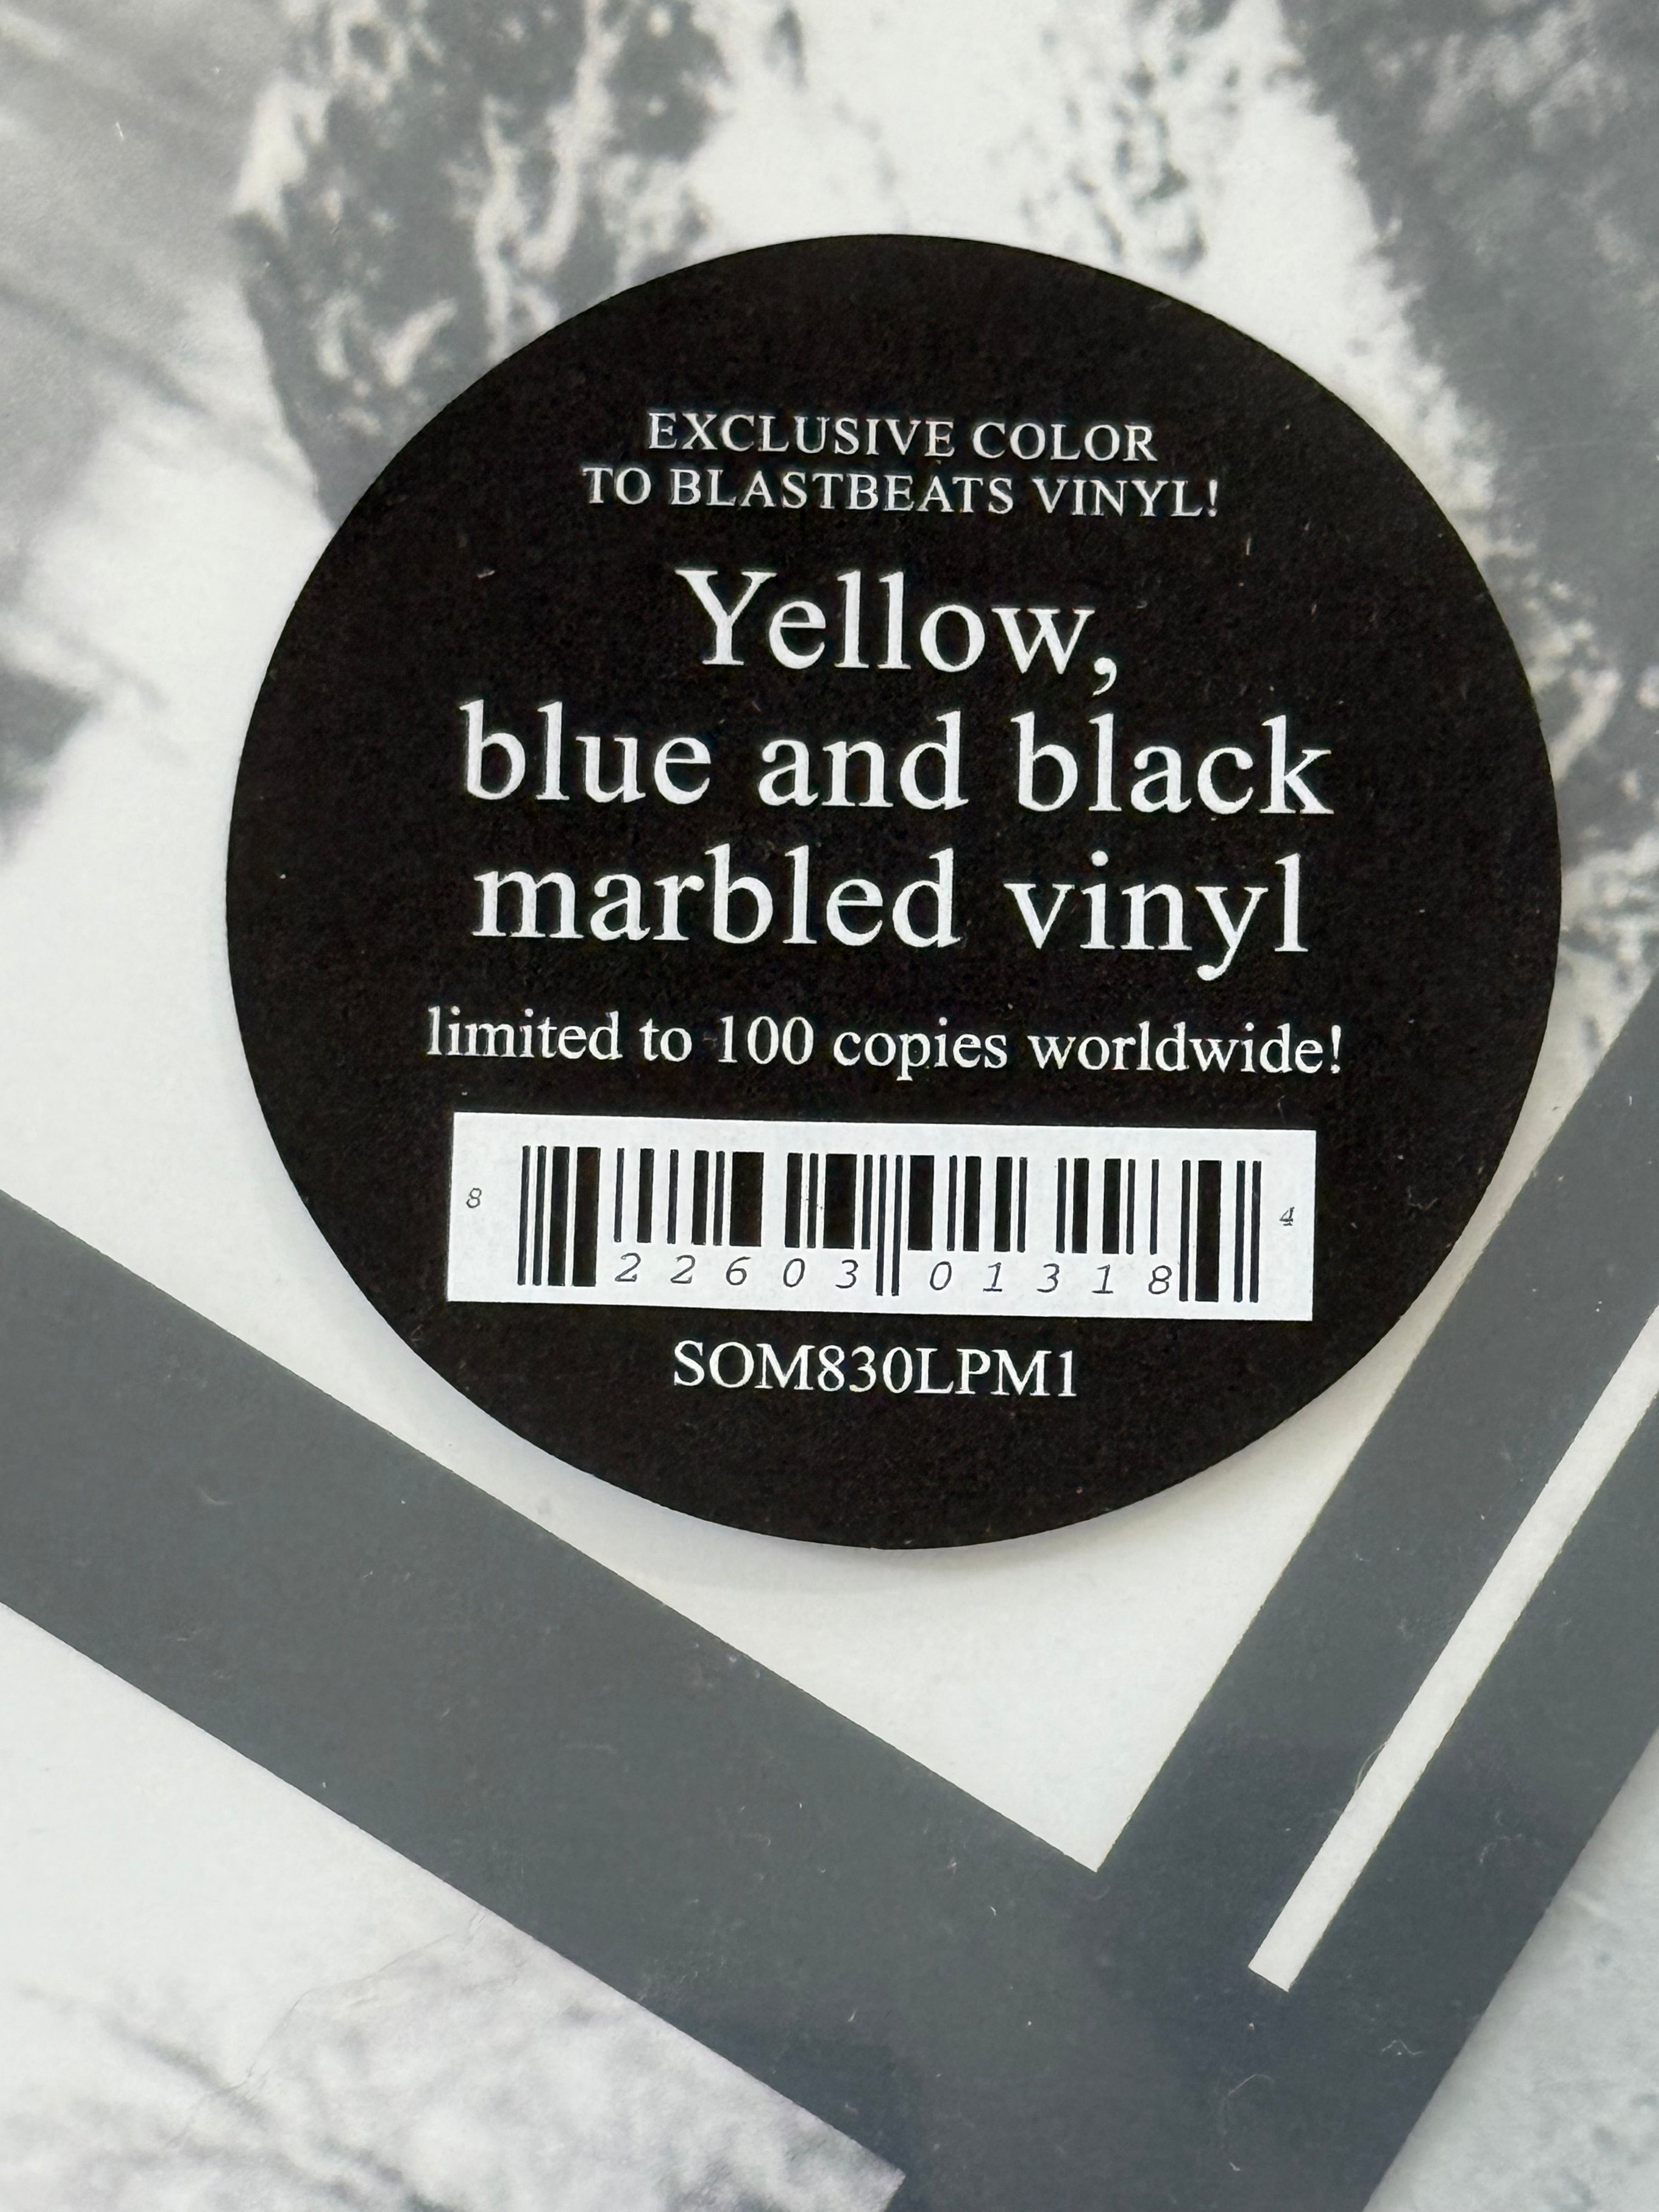 EXCLUSIVE COLOR
TO BLASTBEATS VINYL!
Yellow,
blue and black
marbled vinyl
limited to 100 copies worldwide!
8 22603 01318 4
SOM830LPM1